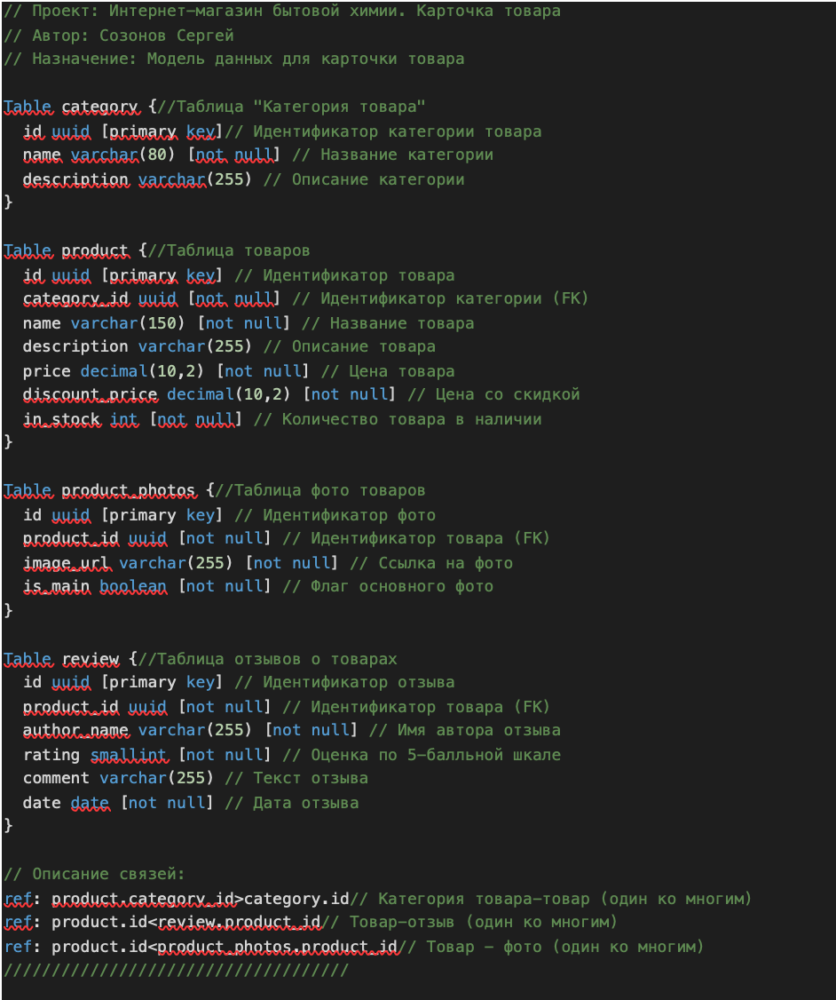 // Проект: Интернет-магазин бытовой химии. Карточка товара
// Автор: Созонов Сергей
// Назначение: Модель данных для карточки товара
Table category {//Таблица "Категория товара"
id uuid [primary key]// Идентификатор категории товара
name varchar(80) [not null] // Название категории
description varchar(255) // Описание категории
}
Table product {//Таблица товаров
id uuid [primary key] // Идентификатор товара
category_id uuid [not null] // Идентификатор категории (FK)
name varchar(150) [not null] // Название товара
description varchar(255) // Описание товара
price decimal(10,2) [not null] // Цена товара
discount_price decimal(10,2) [not null] // Цена со скидкой
in_stock int [not null] // Количество товара в наличии
}
Table product_photos {//Таблица фото товаров
id uuid [primary key] // Идентификатор фото
product_id uuid [not null] // Идентификатор товара (FK)
image_url varchar(255) [not null] // Ссылка на фото
is_main boolean [not null] // Флаг основного фото
}
Table review {//Таблица отзывов о товарах
id uuid [primary key] // Идентификатор отзыва
product_id uuid [not null] // Идентификатор товара (FK)
author_name varchar(255) [not null] // Имя автора отзыва
rating smallint [not null] // Оценка по 5-балльной шкале
comment varchar(255) // Текст отзыва
date date [not null] // Дата отзыва
}
// Описание связей:
ref: product.category_id>category.id// Категория товара-товар (один ко многим)
ref: product.id<review.product_id// Товар-отзыв (один ко многим)
ref: product.id<product_photos.product_id// Товар - фото (один ко многим)
////////////////////////////////////